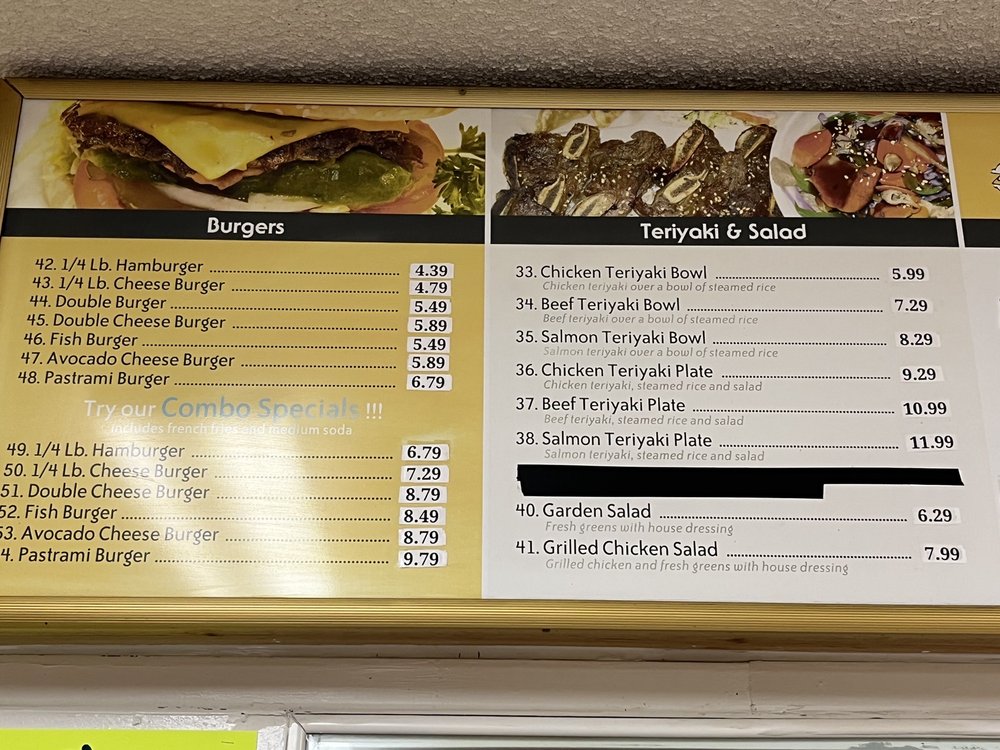 Burgers
42. 1/4 Lb. Hamburger 4.39
43. 1/4 Lb. Cheese Burger 4.79
44. Double Burger 5.49
45. Double Cheese Burger 5.89
46. Fish Burger 5.49
47. Avocado Cheese Burger 5.89
48. Pastrami Burger 6.79
Try our Combo Specials !!!
includes french fries and medium soda
49. 1/4 Lb. Hamburger 6.79
50. 1/4 Lb. Cheese Burger 7.29
51. Double Cheese Burger 8.79
52. Fish Burger 8.49
53. Avocado Cheese Burger 8.79
4. Pastrami Burger 9.79
Teriyaki & Salad
33. Chicken Teriyaki Bowl 5.99
Chicken teriyaki over a bowl of steamed rice
34. Beef Teriyaki Bowl 7.29
Beef teriyaki over a bowl of steamed rice
35. Salmon Teriyaki Bowl 8.29
Salmon teriyaki over a bowl of steamed rice
36. Chicken Teriyaki Plate 9.29
Chicken teriyaki, steamed rice and salad
37. Beef Teriyaki Plate 10.99
Beef teriyaki, steamed rice and salad
38. Salmon Teriyaki Plate 11.99
Salmon teriyaki, steamed rice and salad
40. Garden Salad 6.29
Fresh greens with house dressing
41. Grilled Chicken Salad 7.99
Grilled chicken and fresh greens with house dressing